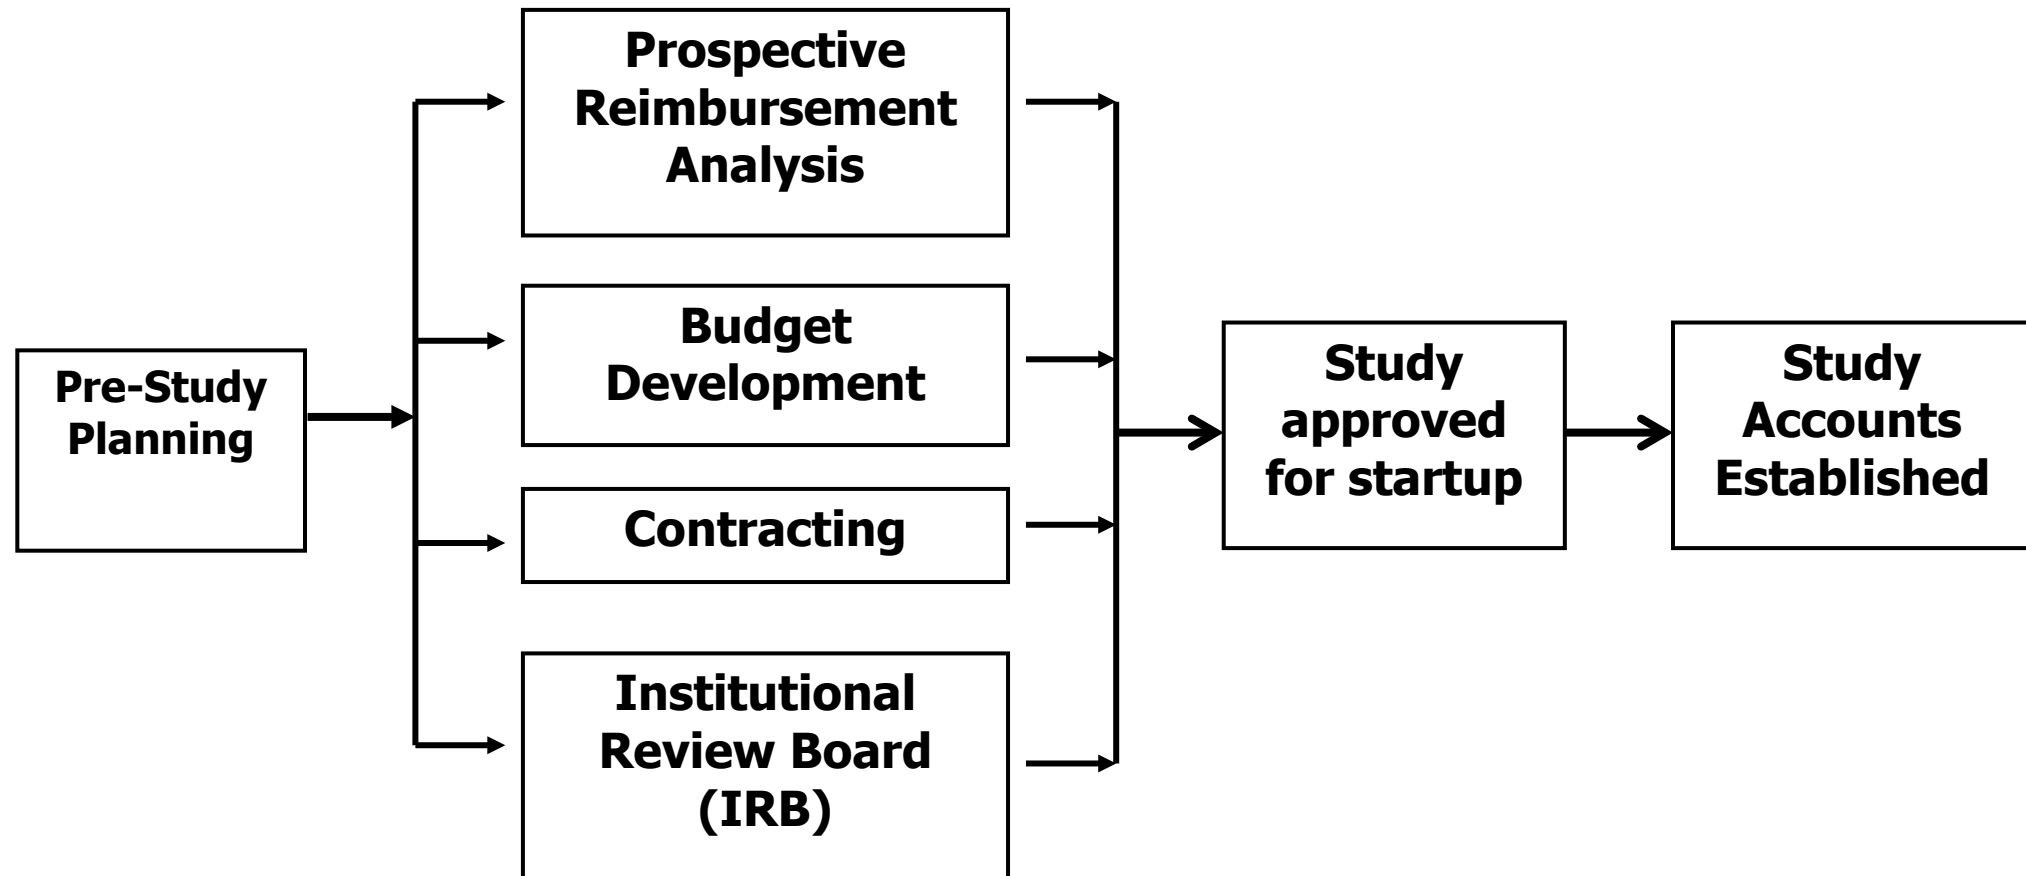 Pre-Study
Planning
Prospective
Reimbursement
Analysis
Budget
Development
Contracting
Institutional
Review Board
(IRB)
Study
approved
for startup
Study
Accounts
Established